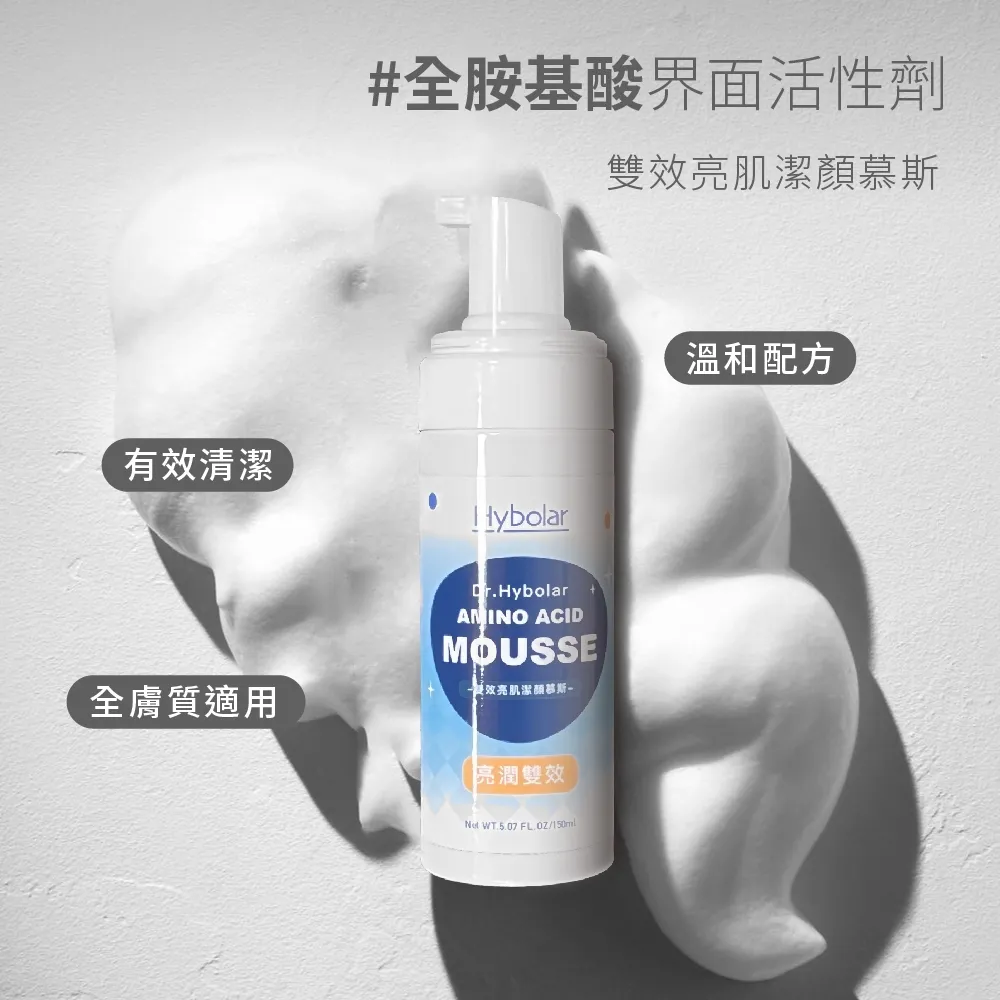 #全胺基酸界面活性劑
雙效亮肌潔顏慕斯
溫和配方
有效清潔
全膚質適用
Hybolar
Dr.Hybolar
AMINO ACID
MOUSSE
-雙效亮肌潔顏慕斯-
亮潤雙效
Net WT.5.07 FL.OZ/150ml